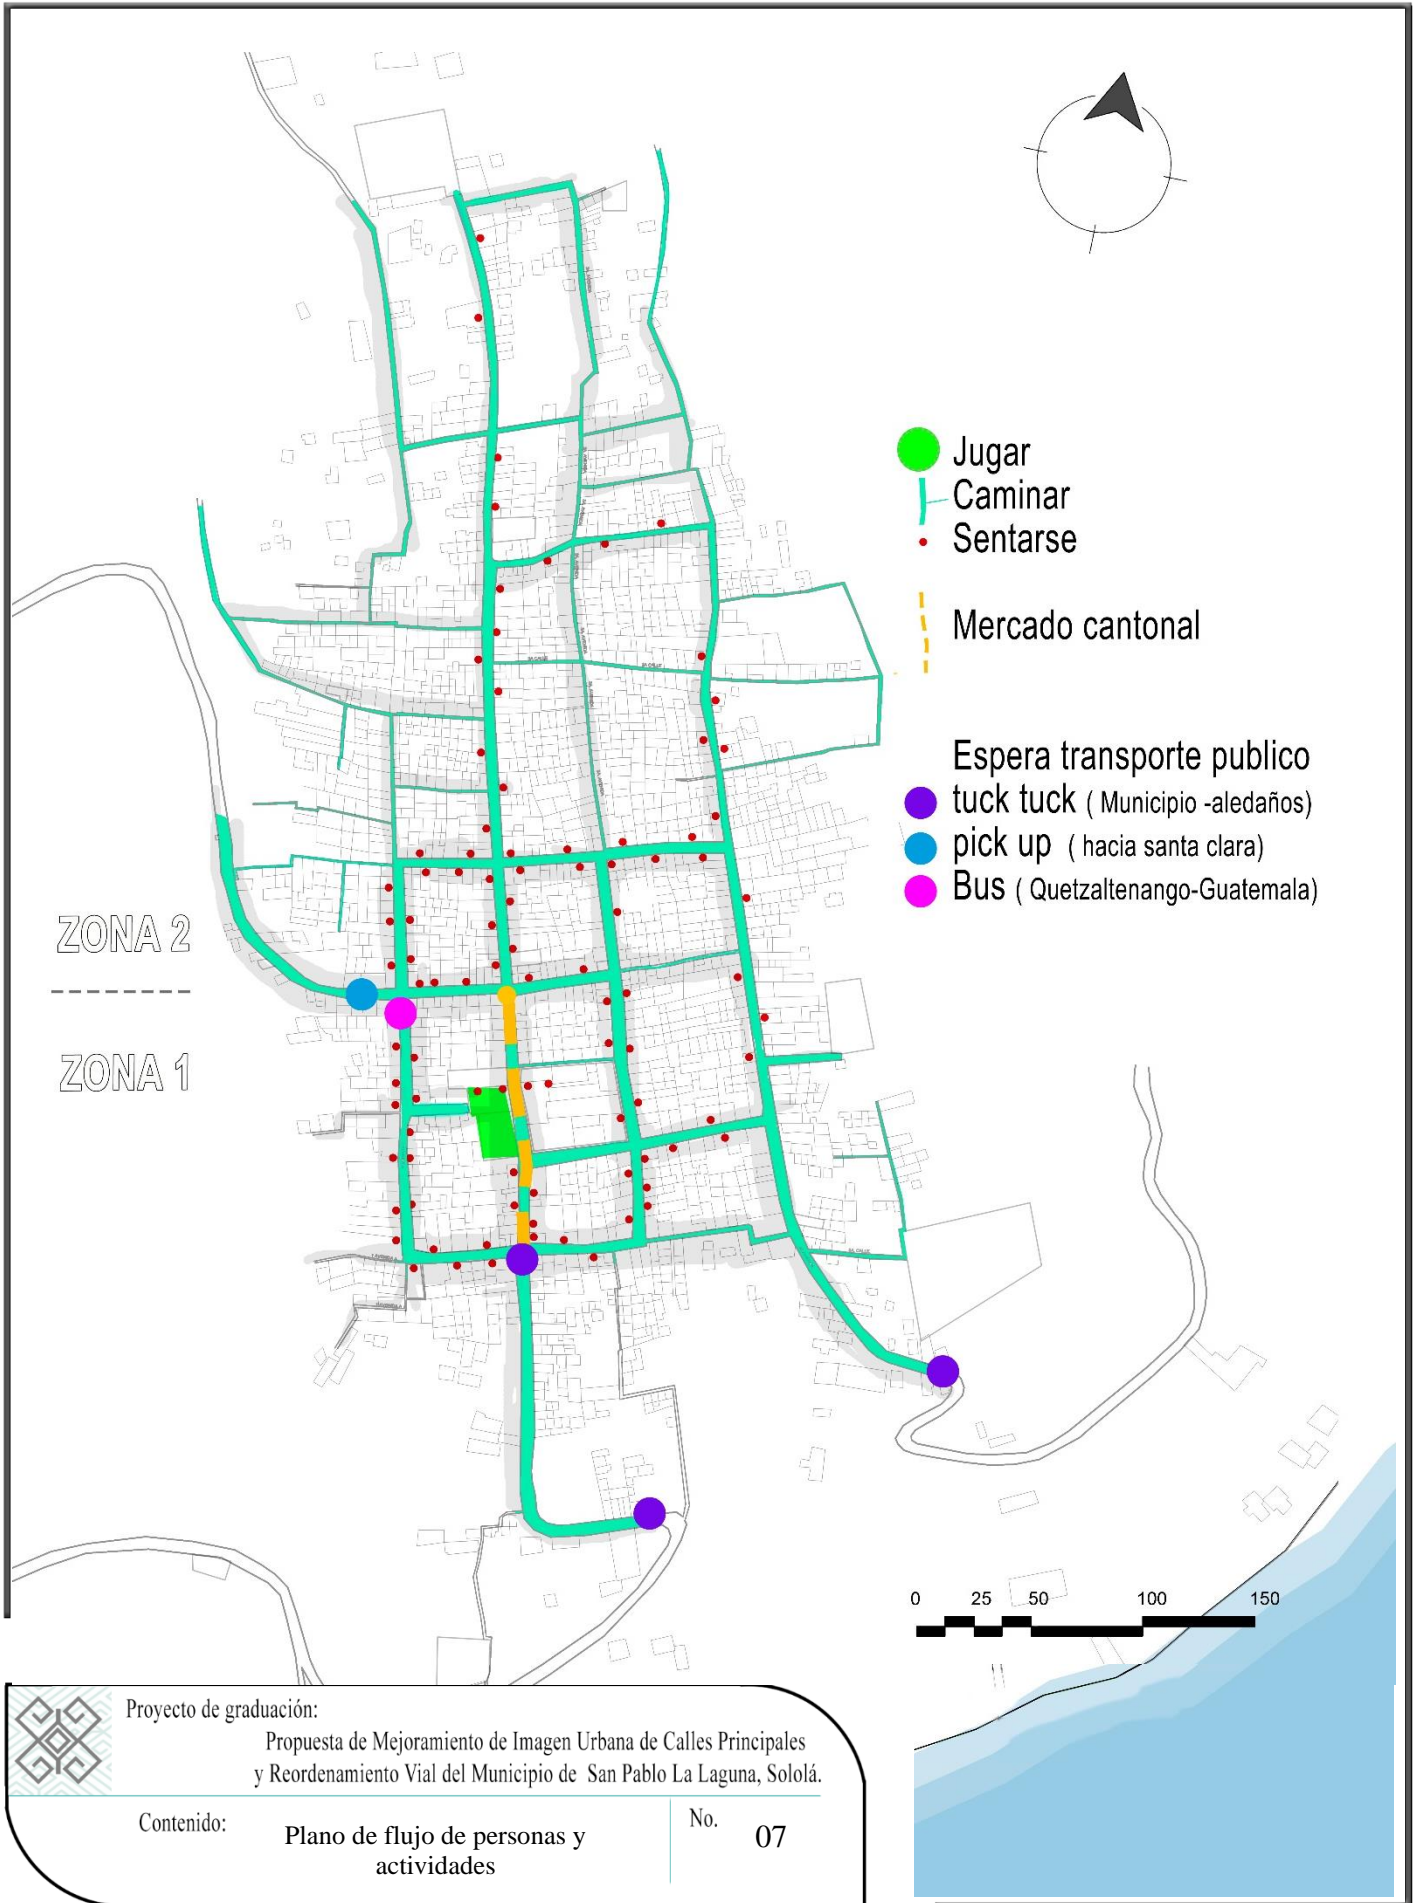 Jugar
Caminar
Sentarse
Mercado cantonal
Espera transporte publico
tuck tuck ( Municipio -aledaños)
pick up ( hacia santa clara)
Bus ( Quetzaltenango-Guatemala)
ZONA 2
ZONA 1
0 25 50 100 150
Proyecto de graduación:
Propuesta de Mejoramiento de Imagen Urbana de Calles Principales
y Reordenamiento Vial del Municipio de San Pablo La Laguna, Sololá.
Contenido:
Plano de flujo de personas y
actividades
No.
07